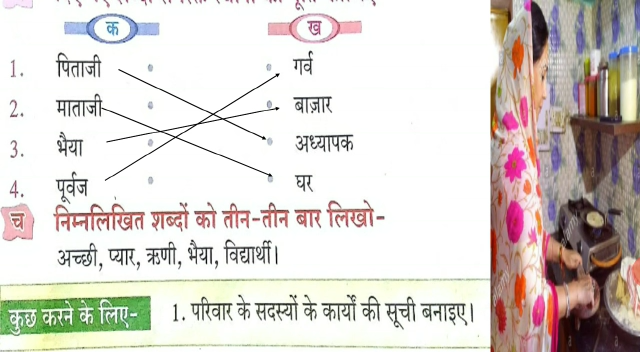 क ख
1. पिताजी गर्व
2. माताजी बाज़ार
3. भैया अध्यापक
4. पूर्वज घर
च निम्नलिखित शब्दों को तीन-तीन बार लिखो-
अच्छी, प्यार, ऋणी, भैया, विद्यार्थी।
कुछ करने के लिए- 1. परिवार के सदस्यों के कार्यों की सूची बनाइए।